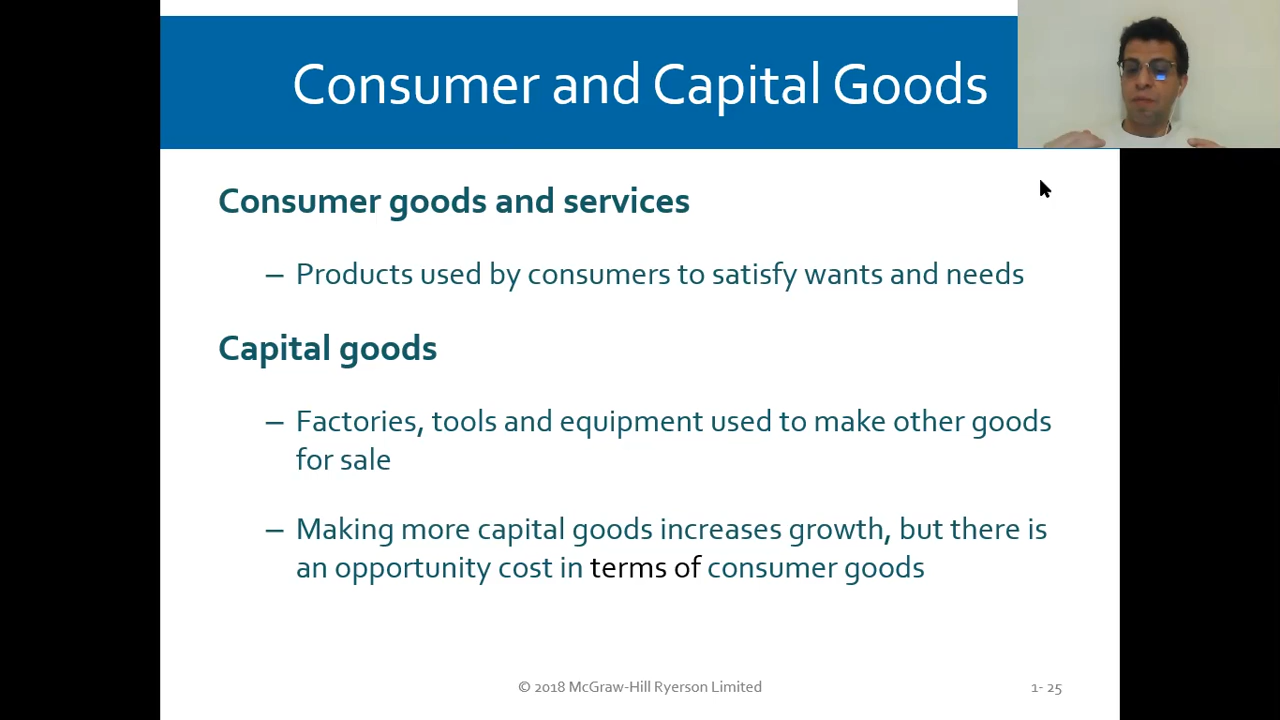 Consumer and Capital Goods
Consumer goods and services
– Products used by consumers to satisfy wants and needs
Capital goods
– Factories, tools and equipment used to make other goods
for sale
– Making more capital goods increases growth, but there is
an opportunity cost in terms of consumer goods
© 2018 McGraw-Hill Ryerson Limited
1- 25